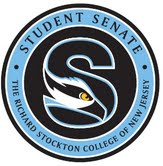 STUDENT SENATE
S
THE RICHARD STOCKTON COLLEGE OF NEW JERSEY